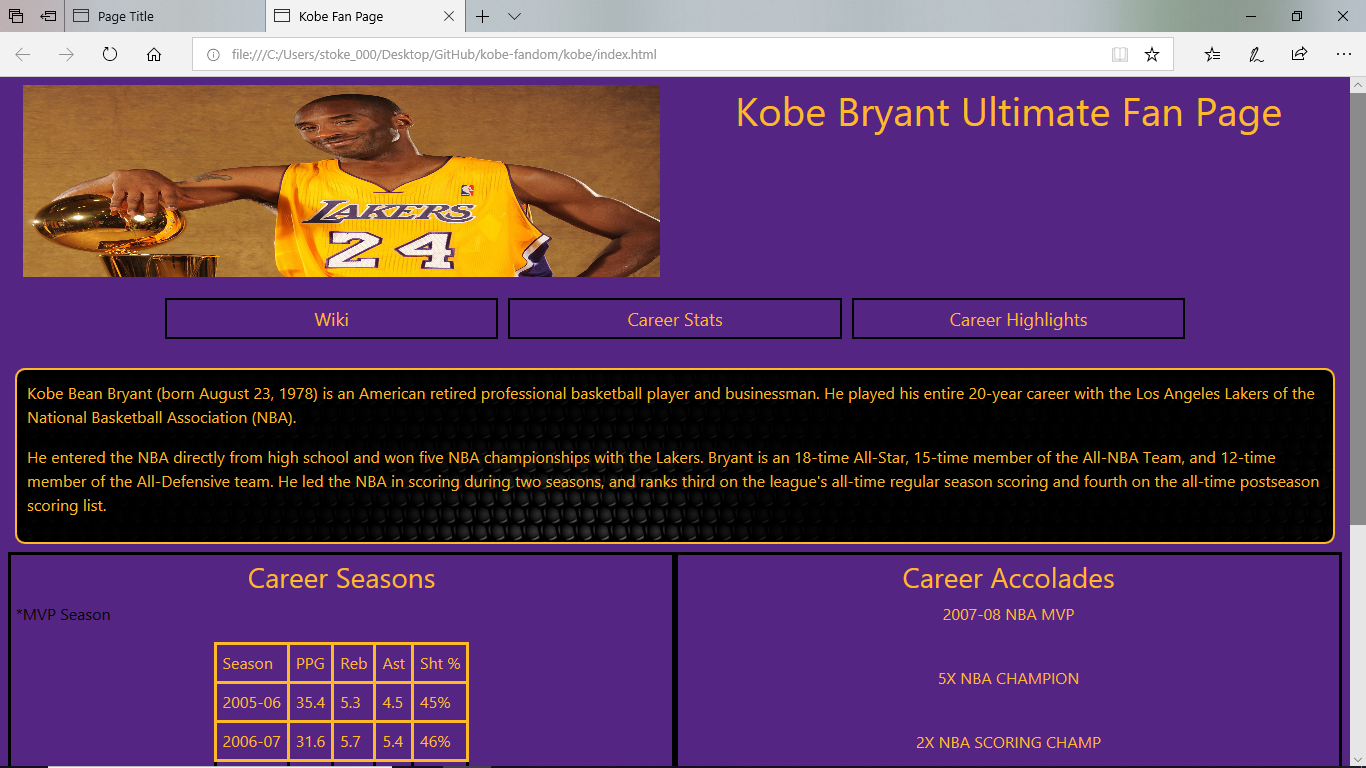 Page Title
Kobe Fan Page
file:///C:/Users/stoke_000/Desktop/GitHub/kobe-fandom/kobe/index.html
LAKERS
24
Kobe Bryant Ultimate Fan Page
Wiki
Career Stats
Career Highlights
Kobe Bean Bryant (born August 23, 1978) is an American retired professional basketball player and businessman. He played his entire 20-year career with the Los Angeles Lakers of the
National Basketball Association (NBA).
He entered the NBA directly from high school and won five NBA championships with the Lakers. Bryant is an 18-time All-Star, 15-time member of the All-NBA Team, and 12-time
member of the All-Defensive team. He led the NBA in scoring during two seasons, and ranks third on the league's all-time regular season scoring and fourth on the all-time postseason
scoring list.
Career Seasons
*MVP Season
Season PPG Reb Ast Sht %
2005-06 35.4 5.3 4.5 45%
2006-07 31.6 5.7 5.4 46%
Career Accolades
2007-08 NBA MVP
5X NBA CHAMPION
2X NBA SCORING CHAMP